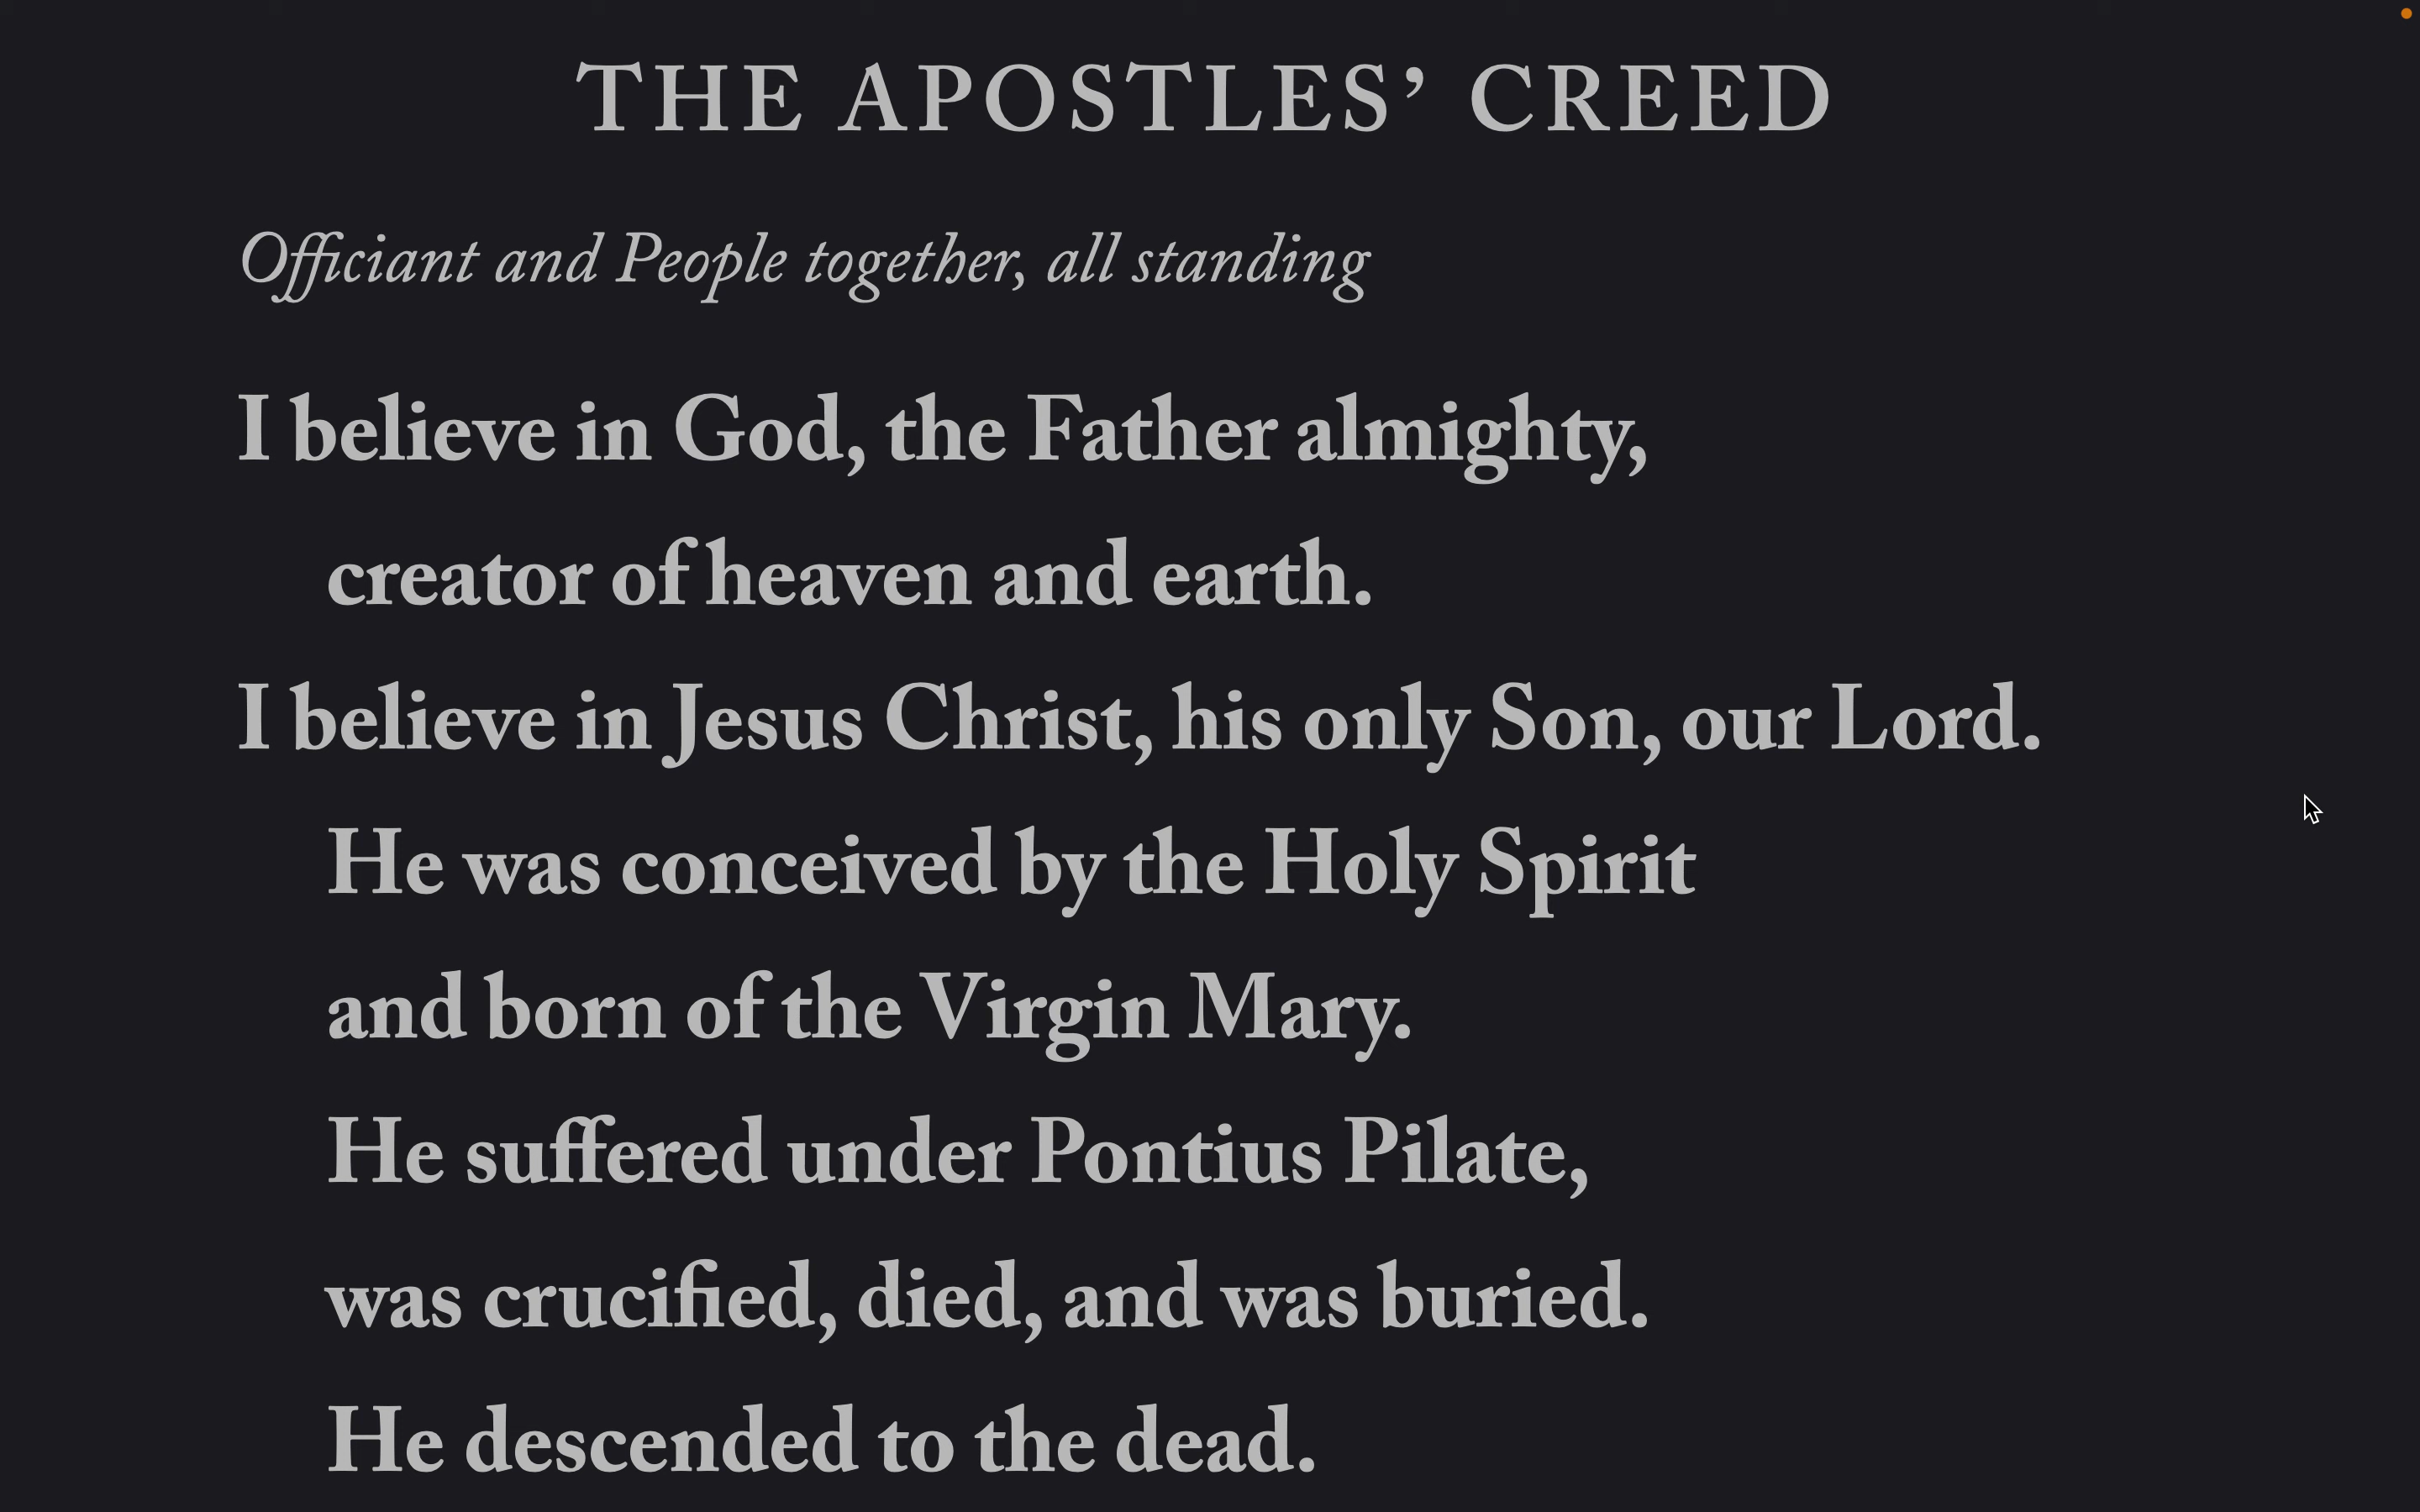 THE APOSTLES’ CREED
Officiant and People together, all standing
I believe in God, the Father almighty,
creator of heaven and earth.
I believe in Jesus Christ, his only Son, our Lord.
He was conceived by the Holy Spirit
and born of the Virgin Mary.
He suffered under Pontius Pilate,
was crucified, died, and was buried.
He descended to the dead.